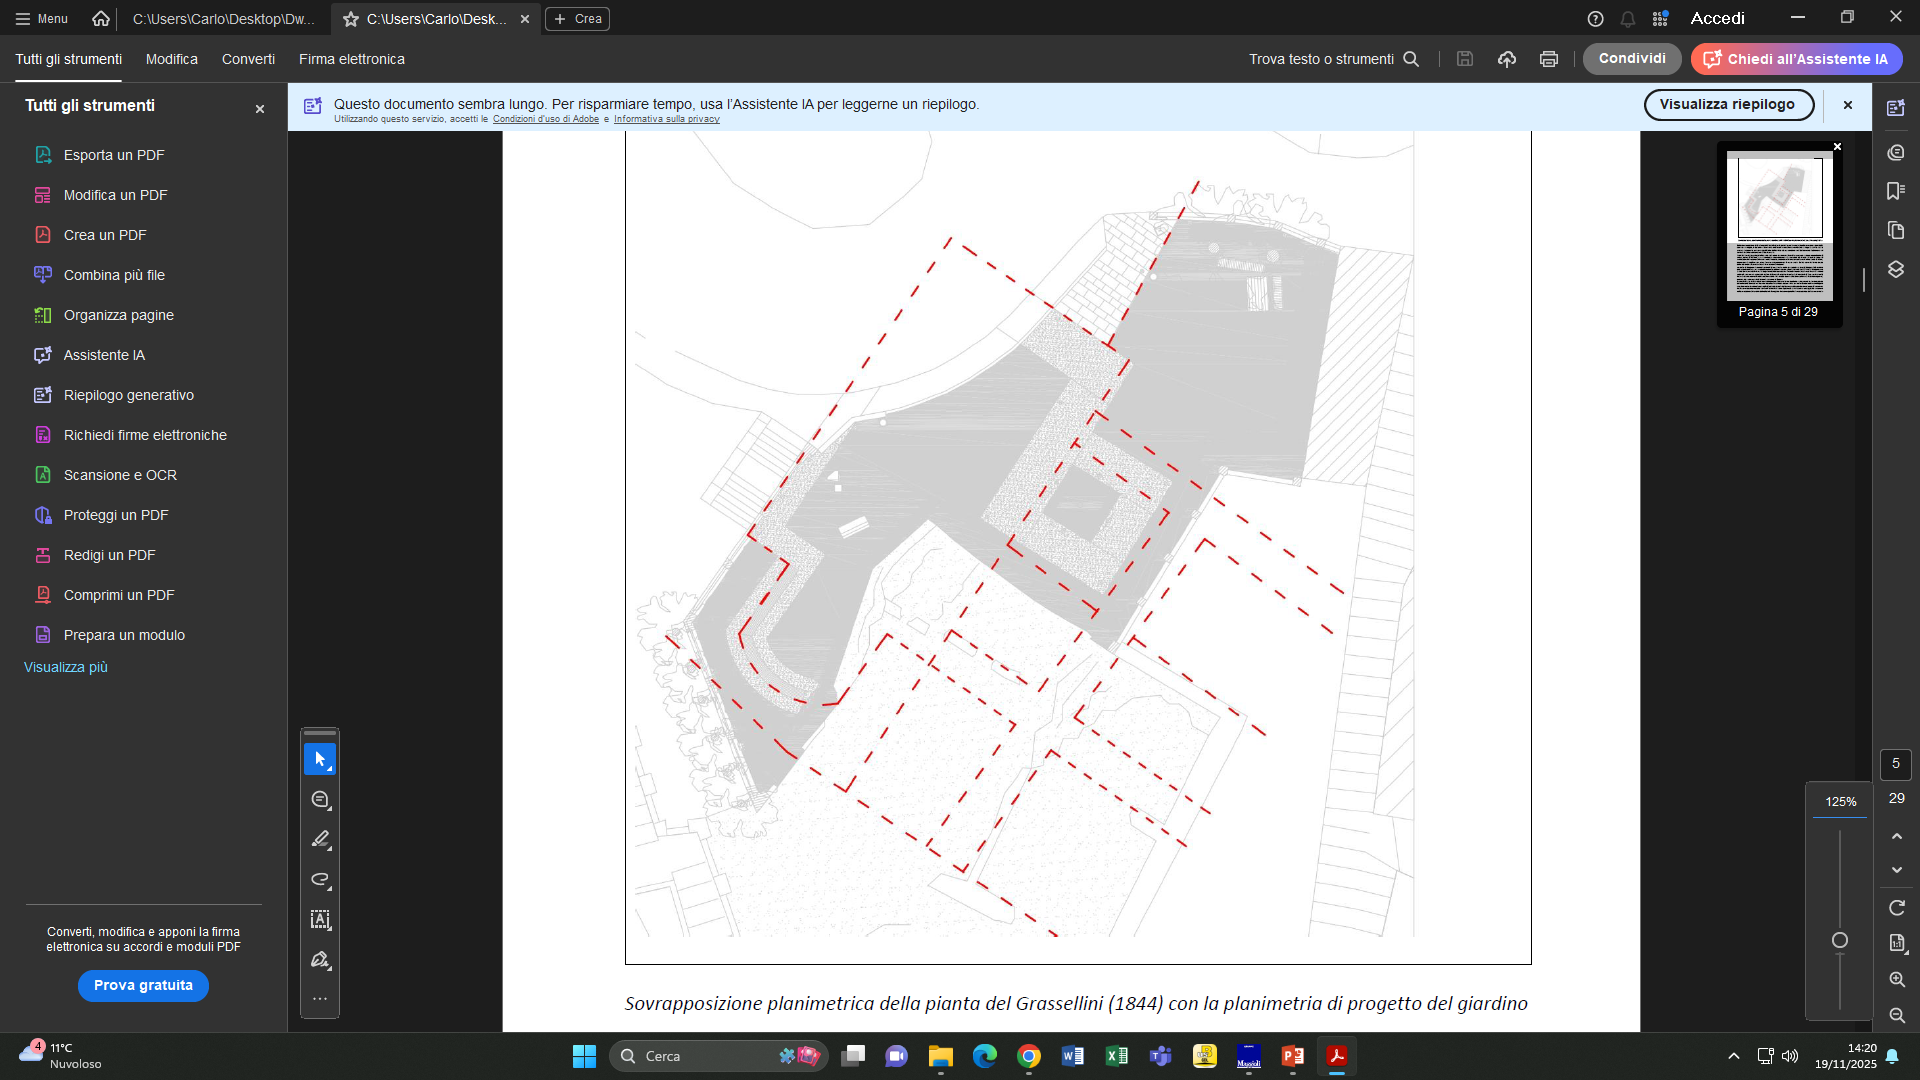 Menu
C:\Users\Carlo\Desktop\Dw...
C:\Users\Carlo\Desk...
Crea
Accedi
Tutti gli strumenti
Modifica
Converti
Firma elettronica
Trova testo o strumenti
Condividi
Chiedi all'Assistente IA
Tutti gli strumenti
Questo documento sembra lungo. Per risparmiare tempo, usa l'Assistente IA per leggerne un riepilogo.
Utilizzando questo servizio, accetti le Condizioni d'uso di Adobe e Informativa sulla privacy
Visualizza riepilogo
Esporta un PDF
Modifica un PDF
Crea un PDF
Combina più file
Organizza pagine
Assistente IA
Riepilogo generativo
Richiedi firme elettroniche
Scansione e OCR
Proteggi un PDF
Redigi un PDF
Comprimi un PDF
Prepara un modulo
Visualizza più
Converti, modifica e apponi la firma
elettronica su accordi e moduli PDF
Prova gratuita
Pagina 5 di 29
5
29
125%
Sovrapposizione planimetrica della pianta del Grassellini (1844) con la planimetria di progetto del giardino
4
11°C
Nuvoloso
Cerca
14:20
19/11/2025